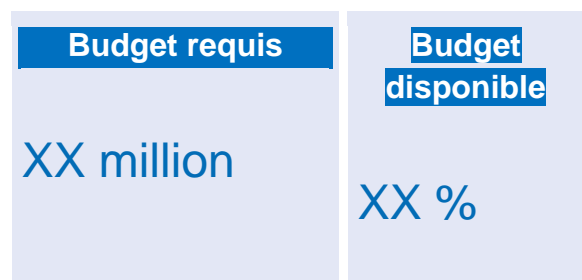 Budget requis
XX million
Budget
disponible
XX %